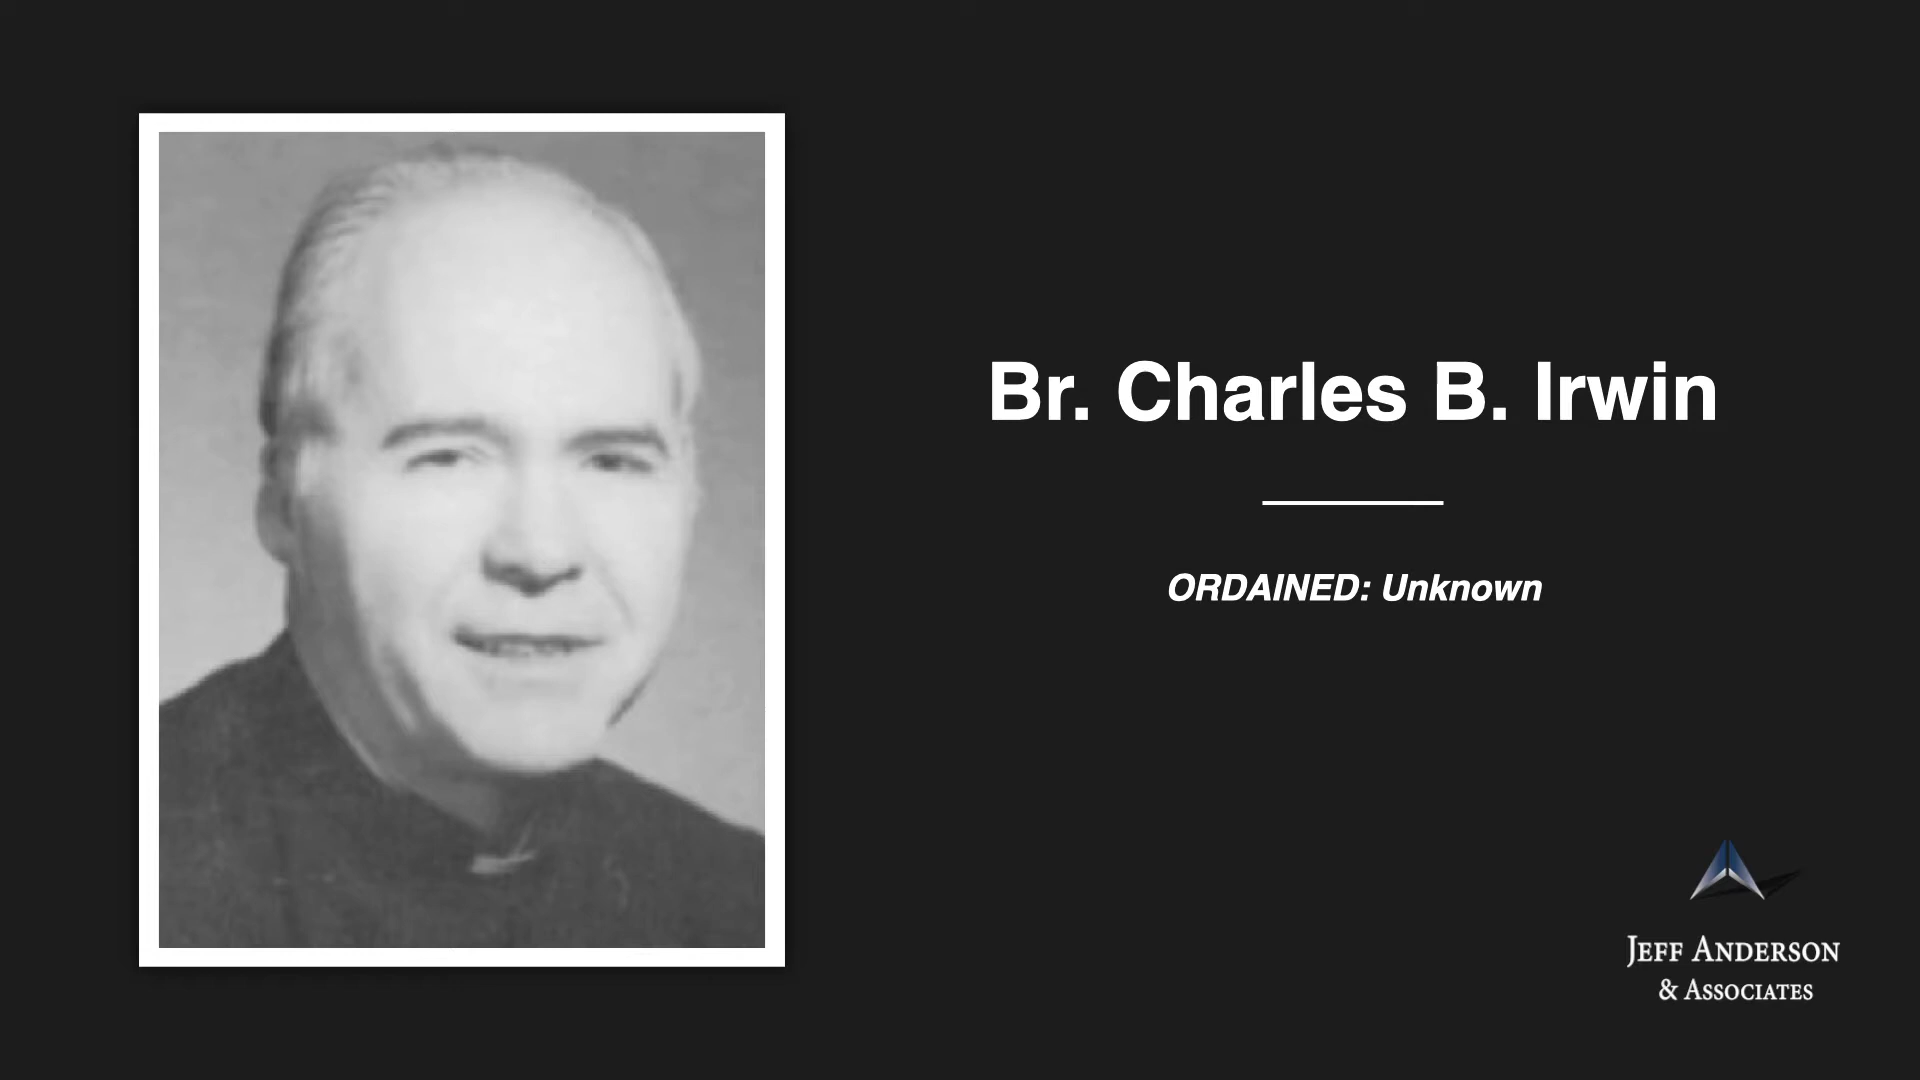 Br. Charles B. Irwin
ORDAINED: Unknown
JEFF ANDERSON
& ASSOCIATES